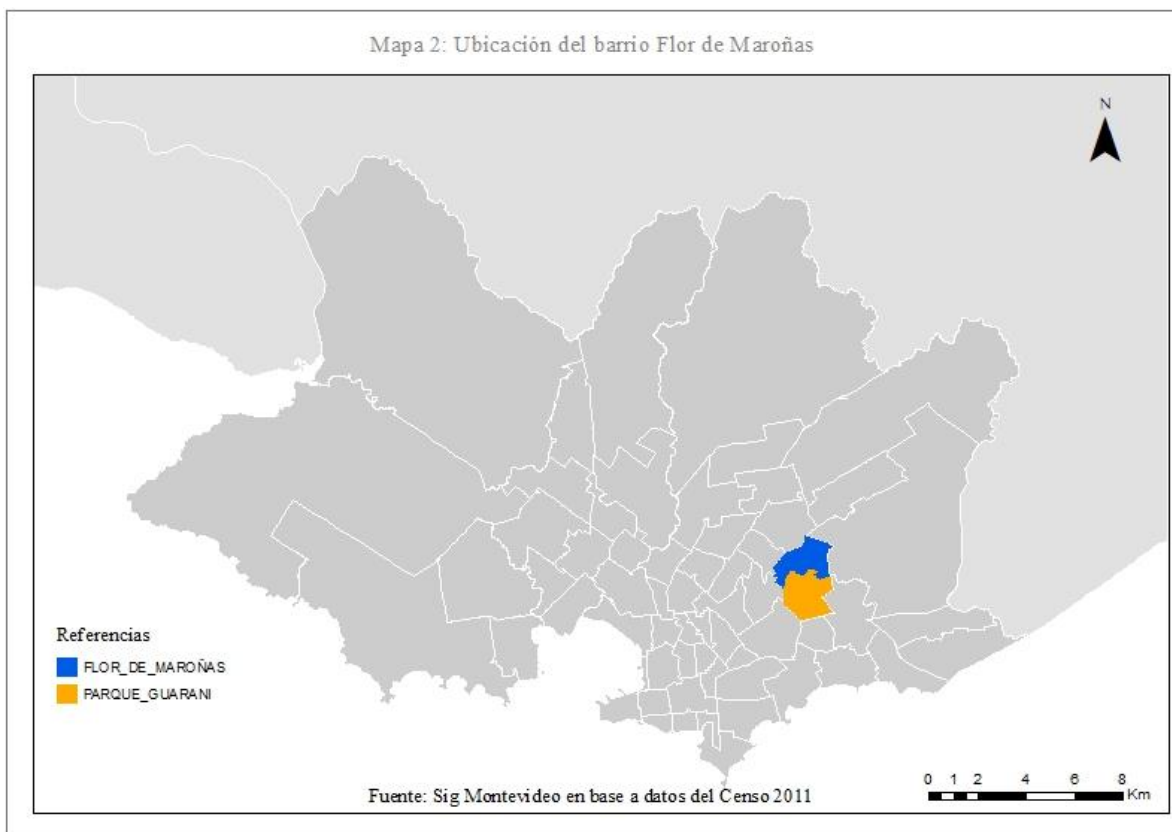 Mapa 2: Ubicación del barrio Flor de Maroñas
N
Referencias
FLOR_DE_MAROÑAS
PARQUE_GUARANI
Fuente: Sig Montevideo en base a datos del Censo 2011
0 1 2 4 6 8
Km